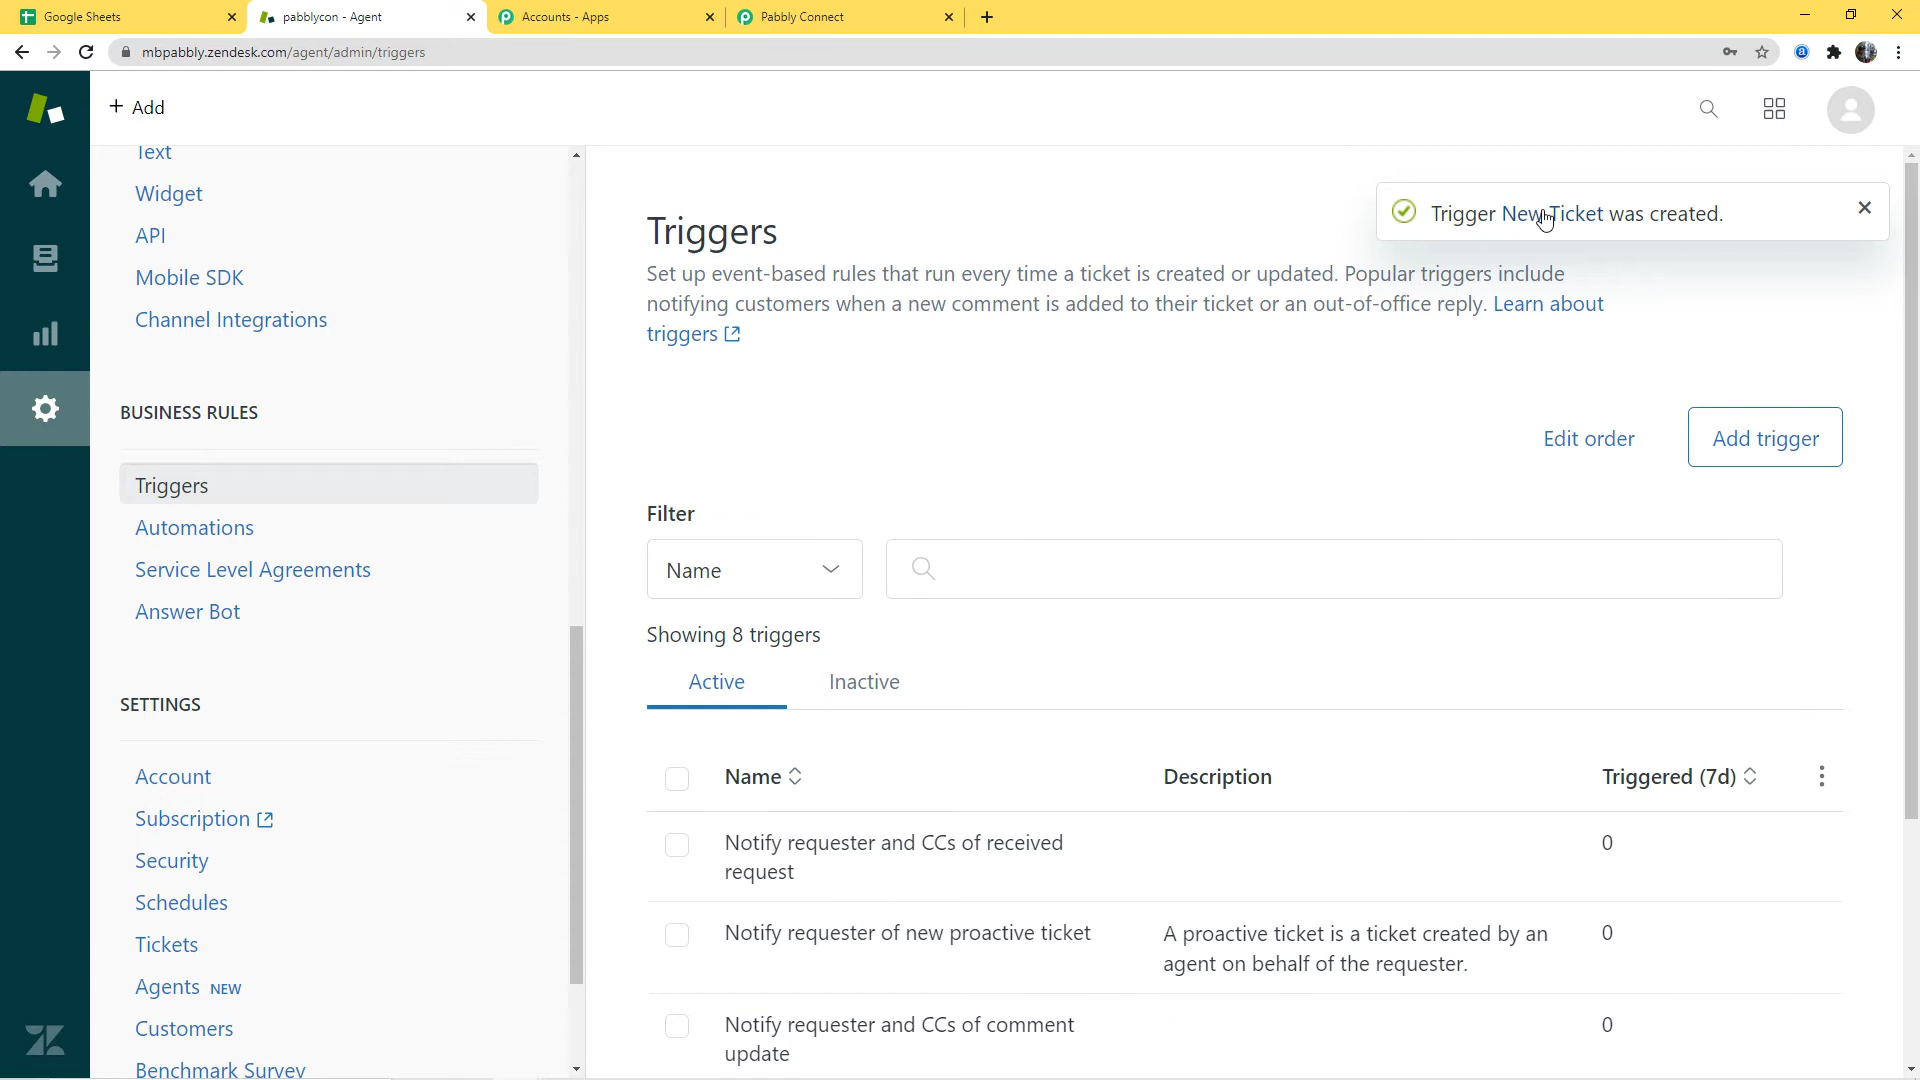 Google Sheets
pabblycon - Agent
Accounts - Apps
Pabbly Connect
mbpabbly.zendesk.com/agent/admin/triggers
+ Add
Text
Widget
API
Mobile SDK
Channel Integrations
BUSINESS RULES
Triggers
Automations
Service Level Agreements
Answer Bot
SETTINGS
Account
Subscription
Security
Schedules
Tickets
Agents NEW
Customers
Benchmark Survey
Trigger New Ticket was created.
Triggers
Set up event-based rules that run every time a ticket is created or updated. Popular triggers include
notifying customers when a new comment is added to their ticket or an out-of-office reply. Learn about
triggers
Edit order
Add trigger
Filter
Name
Showing 8 triggers
Active
Inactive
Name
Description
Triggered (7d)
Notify requester and CCs of received
request
0
Notify requester of new proactive ticket
A proactive ticket is a ticket created by an
agent on behalf of the requester.
0
Notify requester and CCs of comment
update
0